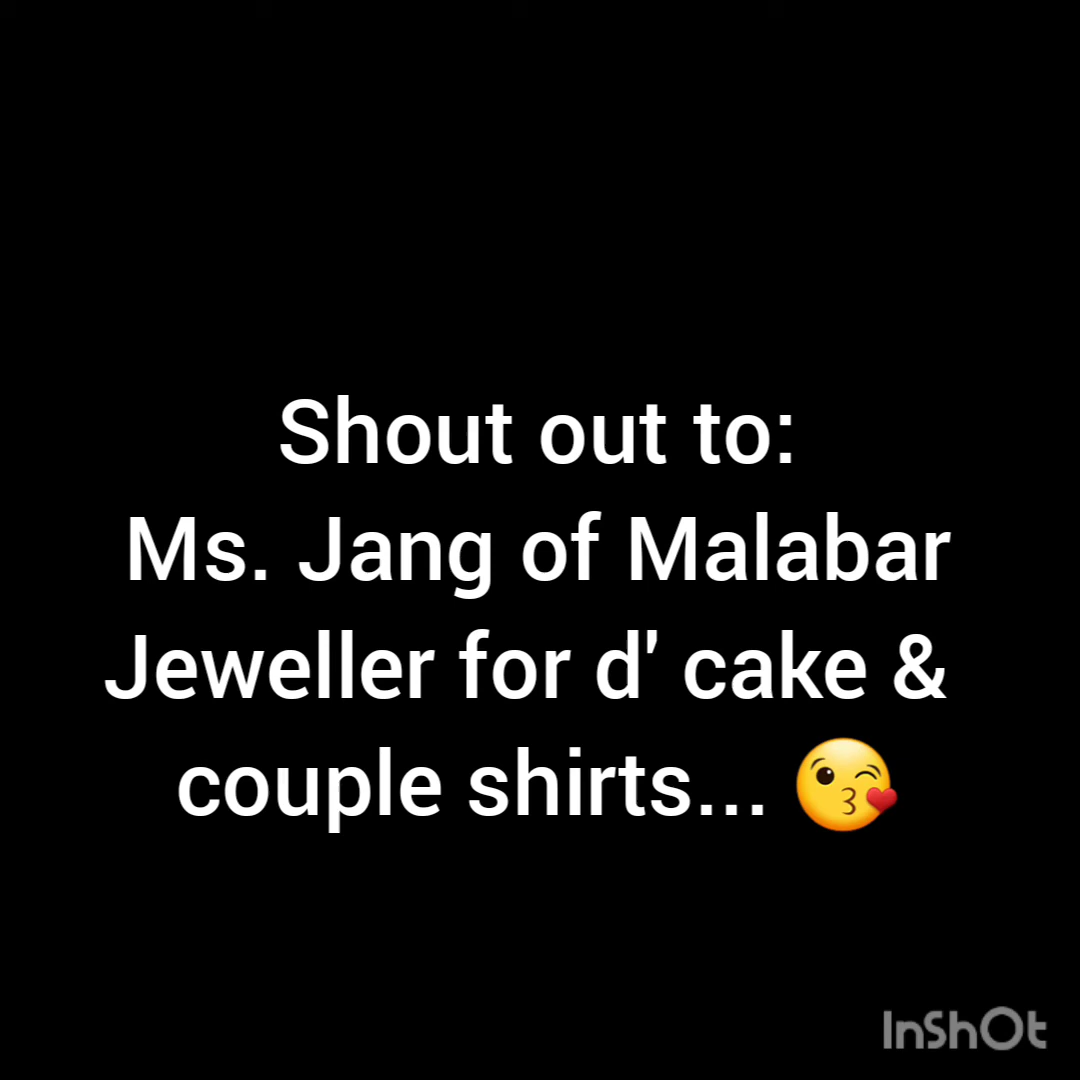 Shout out to:
Ms. Jang of Malabar
Jeweller for d' cake &
couple shirts... 😘
InShOt